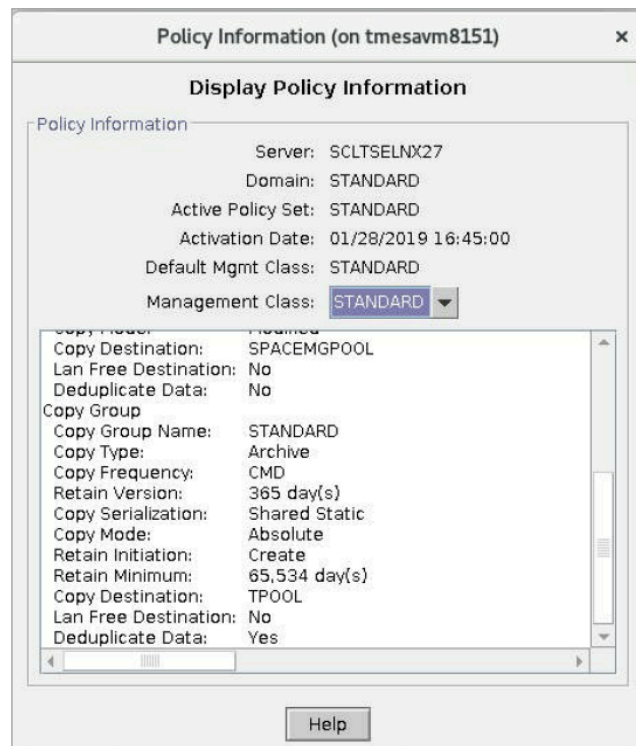 Policy Information (on tmesavm8151) ×
Display Policy Information
Policy Information
Server: SCLTSELNX27
Domain: STANDARD
Active Policy Set: STANDARD
Activation Date: 01/28/2019 16:45:00
Default Mgmt Class: STANDARD
Management Class: STANDARD
Copy Destination: SPACEMGPOOL
Lan Free Destination: No
Deduplicate Data: No
Copy Group
Copy Group Name: STANDARD
Copy Type: Archive
Copy Frequency: CMD
Retain Version: 365 day(s)
Copy Serialization: Shared Static
Copy Mode: Absolute
Retain Initiation: Create
Retain Minimum: 65,534 day(s)
Copy Destination: TPOOL
Lan Free Destination: No
Deduplicate Data: Yes
Help